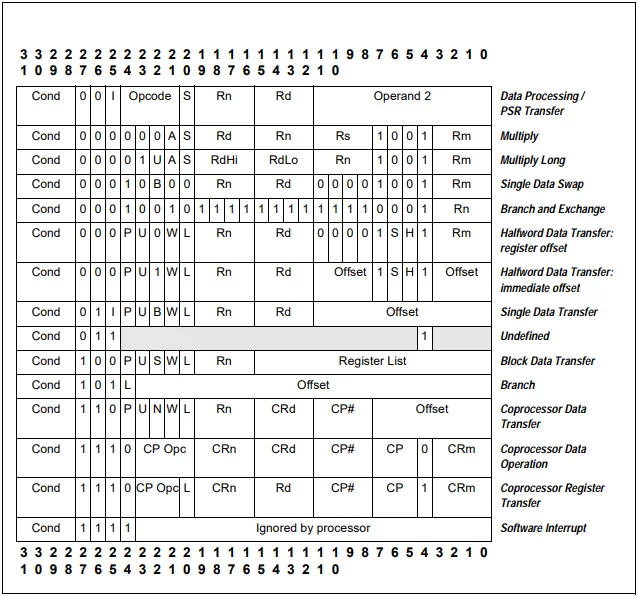 3 3 2 2 2 2 2 2 2 2 2 2 1 1 1 1 1 1 1 1 1 1 9 8 7 6 5 4 3 2 1 0
1 0 9 8 7 6 5 4 3 2 1 0 9 8 7 6 5 4 3 2 1 0
Cond 0 0 I Opcode S Rn Rd Operand 2 Data Processing /
PSR Transfer
Cond 0 0 0 0 0 0 A S Rd Rn Rs 1 0 0 1 Rm Multiply
Cond 0 0 0 0 1 U A S RdHi RdLo Rn 1 0 0 1 Rm Multiply Long
Cond 0 0 0 1 0 B 0 0 Rn Rd 0 0 0 0 1 0 0 1 Rm Single Data Swap
Cond 0 0 0 1 0 0 1 0 1 1 1 1 1 1 1 1 1 1 1 1 0 0 0 1 Rn Branch and Exchange
Cond 0 0 0 P U 0 W L Rn Rd 0 0 0 0 1 S H 1 Rm Halfword Data Transfer:
register offset
Cond 0 0 0 P U 1 W L Rn Rd Offset 1 S H 1 Offset Halfword Data Transfer:
immediate offset
Cond 0 1 I P U B W L Rn Rd Offset Single Data Transfer
Cond 0 1 1 1 Undefined
Cond 1 0 0 P U S W L Rn Register List Block Data Transfer
Cond 1 0 1 L Offset Branch
Cond 1 1 0 P U N W L Rn CRd CP# Offset Coprocessor Data
Transfer
Cond 1 1 1 0 CP Opc CRn CRd CP# CP 0 CRm Coprocessor Data
Operation
Cond 1 1 1 0 CP Opc L CRn Rd CP# CP 1 CRm Coprocessor Register
Transfer
Cond 1 1 1 1 Ignored by processor Software Interrupt
3 3 2 2 2 2 2 2 2 2 2 2 1 1 1 1 1 1 1 1 1 1 9 8 7 6 5 4 3 2 1 0
1 0 9 8 7 6 5 4 3 2 1 0 9 8 7 6 5 4 3 2 1 0